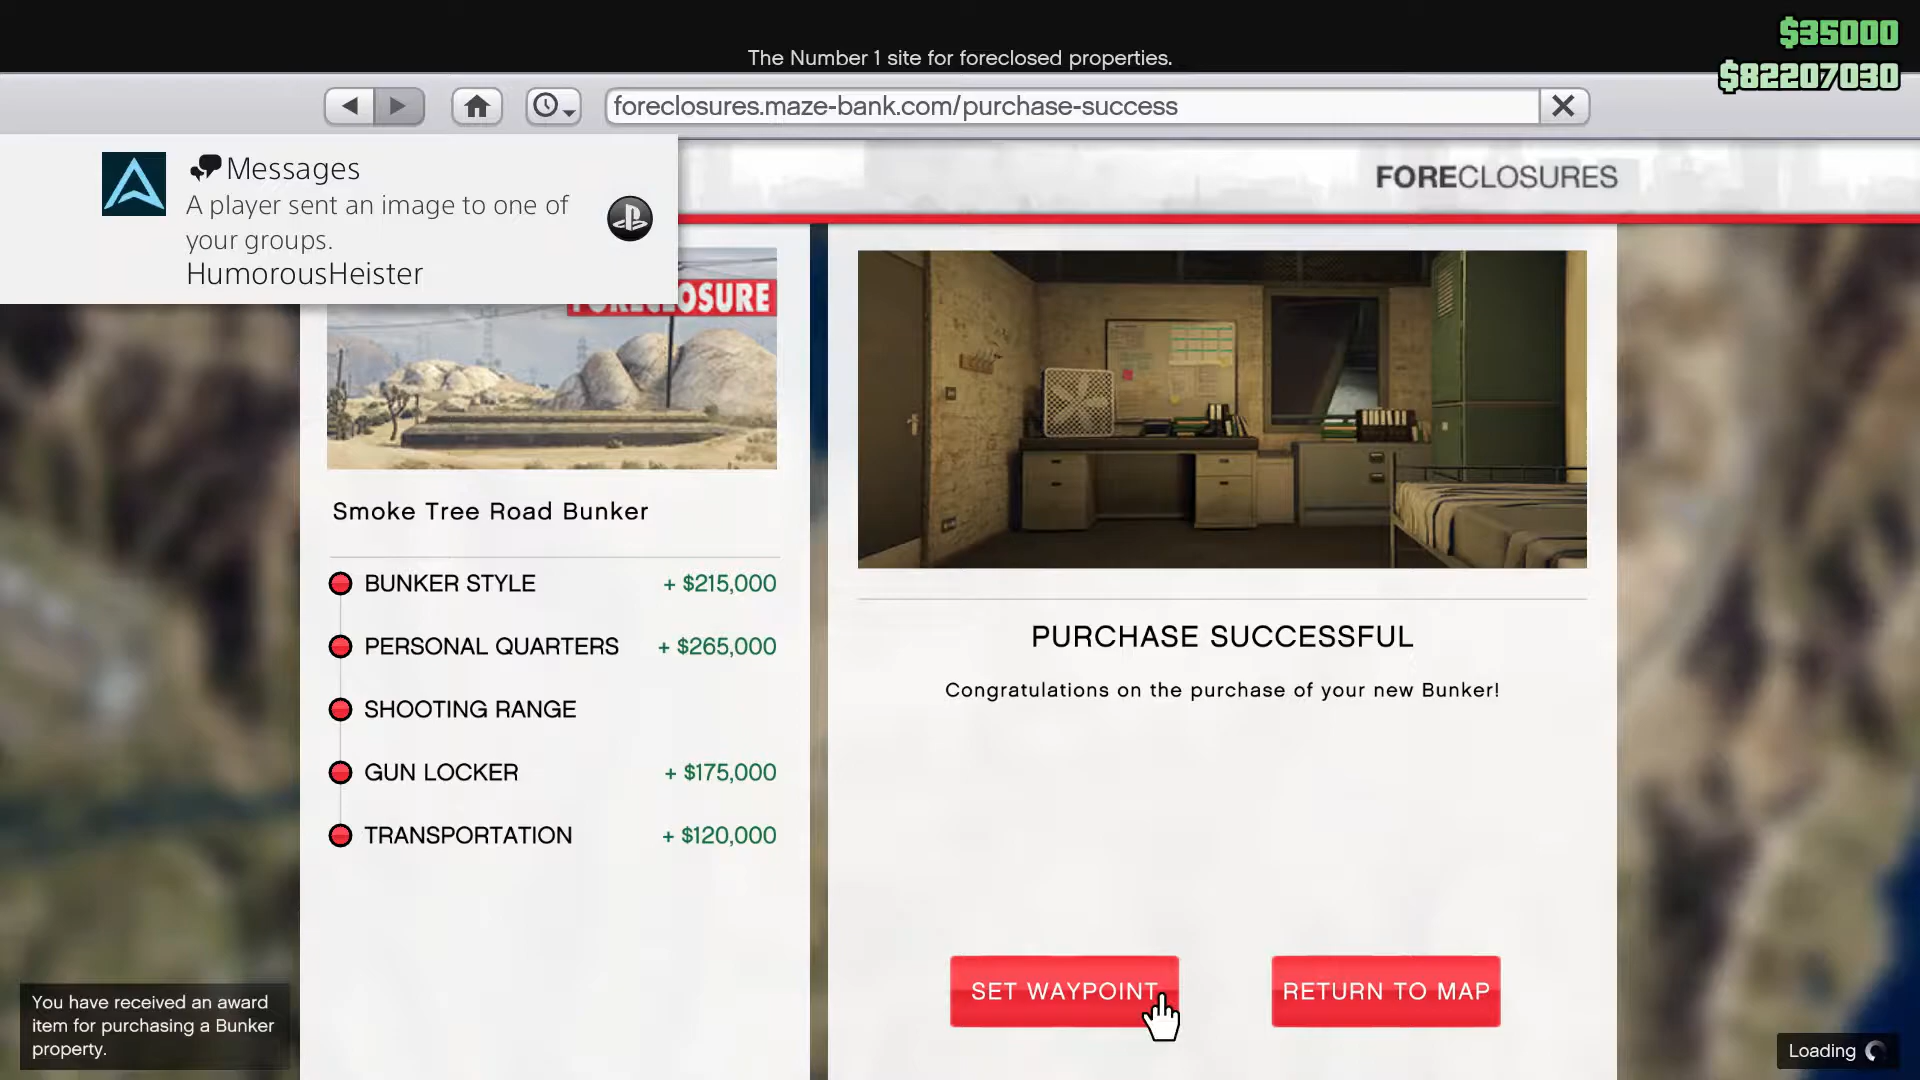 The Number 1 site for foreclosed properties.
$35000
$82207030
foreclosures.maze-bank.com/purchase-success
Messages
A player sent an image to one of
your groups.
HumorousHeister
FORECLOSURES
FORECLOSURE
Smoke Tree Road Bunker
BUNKER STYLE + $215,000
PERSONAL QUARTERS + $265,000
SHOOTING RANGE
GUN LOCKER + $175,000
TRANSPORTATION + $120,000
PURCHASE SUCCESSFUL
Congratulations on the purchase of your new Bunker!
SET WAYPOINT
RETURN TO MAP
You have received an award
item for purchasing a Bunker
property.
Loading